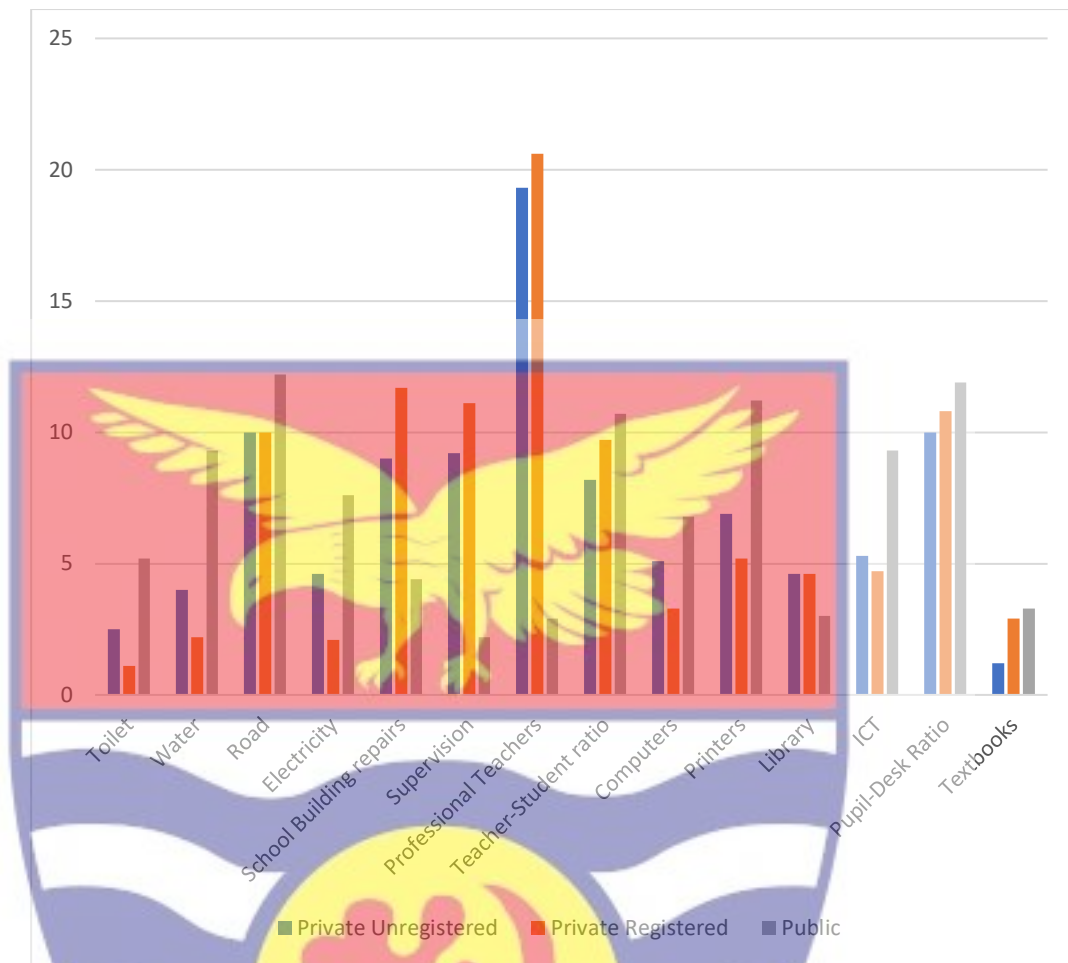 25
20
15
10
5
0
Toilet
Water
Road
Electricity
School Building repairs
Supervision
Professional Teachers
Teacher-Student ratio
Computers
Printers
Library
ICT
Pupil-Desk Ratio
Textbooks
Private Unregistered Private Registered Public